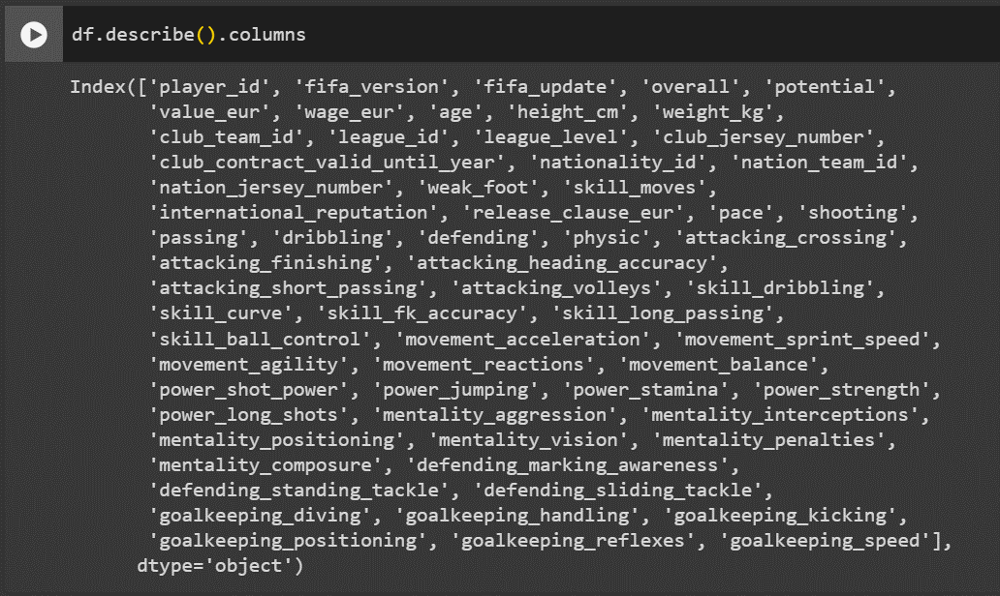 df.describe().columns
Index(['player_id', 'fifa_version', 'fifa_update', 'overall', 'potential',
'value_eur', 'wage_eur', 'age', 'height_cm', 'weight_kg',
'club_team_id', 'league_id', 'league_level', 'club_jersey_number',
'club_contract_valid_until_year', 'nationality_id', 'nation_team_id',
'nation_jersey_number', 'weak_foot', 'skill_moves',
'international_reputation', 'release_clause_eur', 'pace', 'shooting',
'passing', 'dribbling', 'defending', 'physic', 'attacking_crossing',
'attacking_finishing', 'attacking_heading_accuracy',
'attacking_short_passing', 'attacking_volleys', 'skill_dribbling',
'skill_curve', 'skill_fk_accuracy', 'skill_long_passing',
'skill_ball_control', 'movement_acceleration', 'movement_sprint_speed',
'movement_agility', 'movement_reactions', 'movement_balance',
'power_shot_power', 'power_jumping', 'power_stamina', 'power_strength',
'power_long_shots', 'mentality_aggression', 'mentality_interceptions',
'mentality_positioning', 'mentality_vision', 'mentality_penalties',
'mentality_composure', 'defending_marking_awareness',
'defending_standing_tackle', 'defending_sliding_tackle',
'goalkeeping_diving', 'goalkeeping_handling', 'goalkeeping_kicking',
'goalkeeping_positioning', 'goalkeeping_reflexes', 'goalkeeping_speed'],
dtype='object')